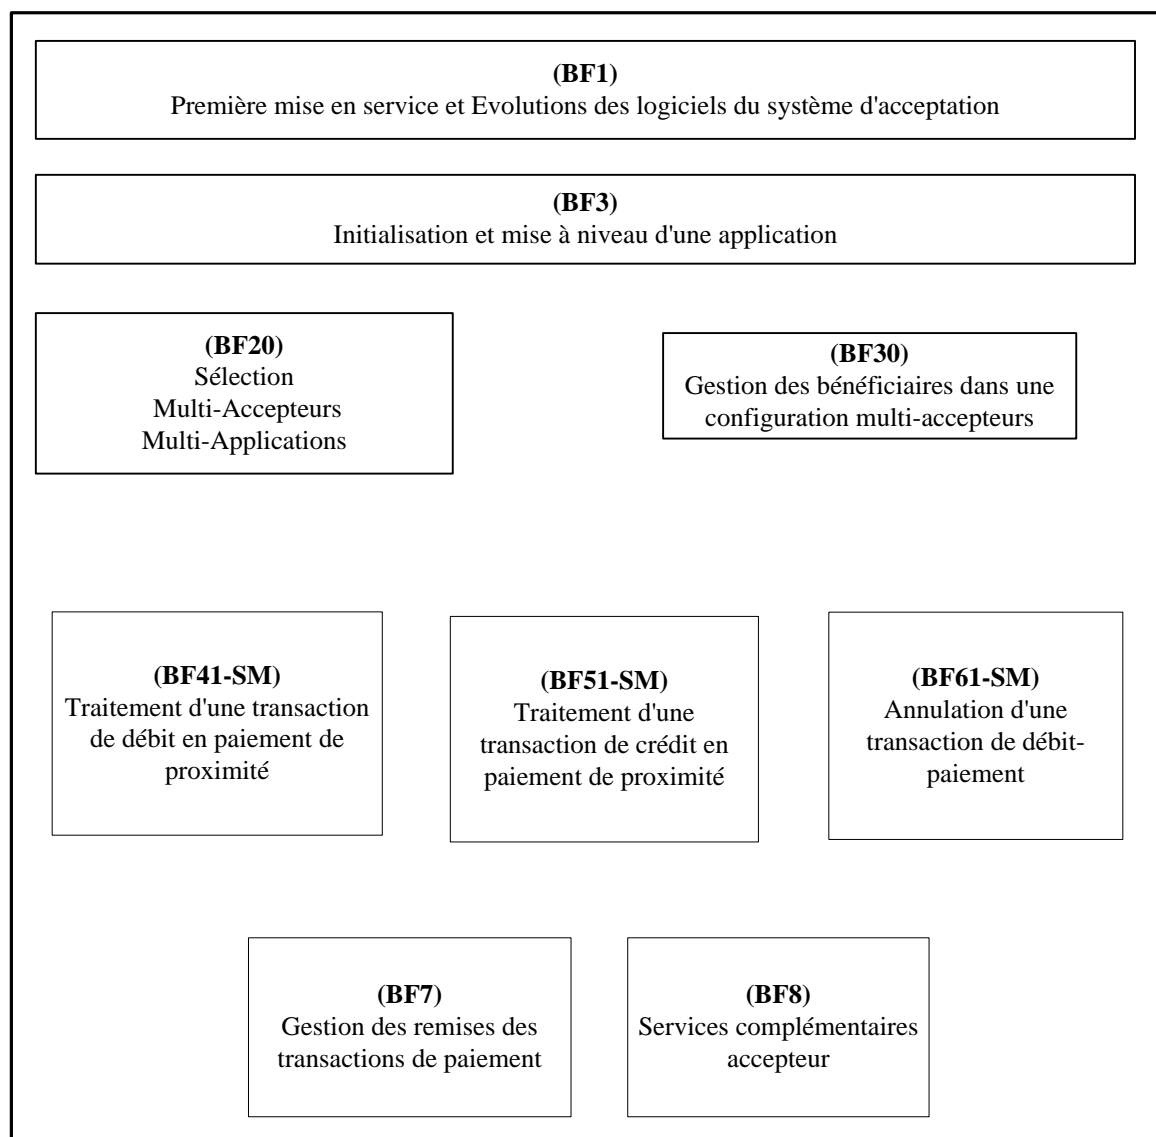 (BF1)
Première mise en service et Evolutions des logiciels du système d'acceptation
(BF3)
Initialisation et mise à niveau d'une application
(BF20)
Sélection
Multi-Accepteurs
Multi-Applications
(BF30)
Gestion des bénéficiaires dans une
configuration multi-accepteurs
(BF41-SM)
Traitement d'une transaction
de débit en paiement de
proximité
(BF51-SM)
Traitement d'une
transaction de crédit en
paiement de proximité
(BF61-SM)
Annulation d'une
transaction de débit-
paiement
(BF7)
Gestion des remises des
transactions de paiement
(BF8)
Services complémentaires
accepteur